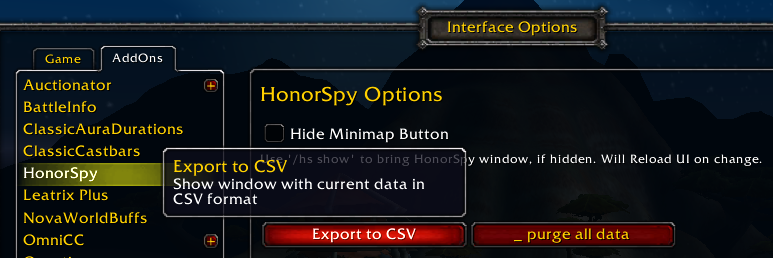 Interface Options
Game
AddOns
Auctionator
BattleInfo
ClassicAuraDurations
ClassicCastbars
HonorSpy
Leatrix Plus
NovaWorldBuffs
OmniCC
HonorSpy Options
Hide Minimap Button
Use '/hs show' to bring HonorSpy window, if hidden. Will Reload UI on change.
Export to CSV
Show window with current data in
CSV format
Export to CSV
_ purge all data